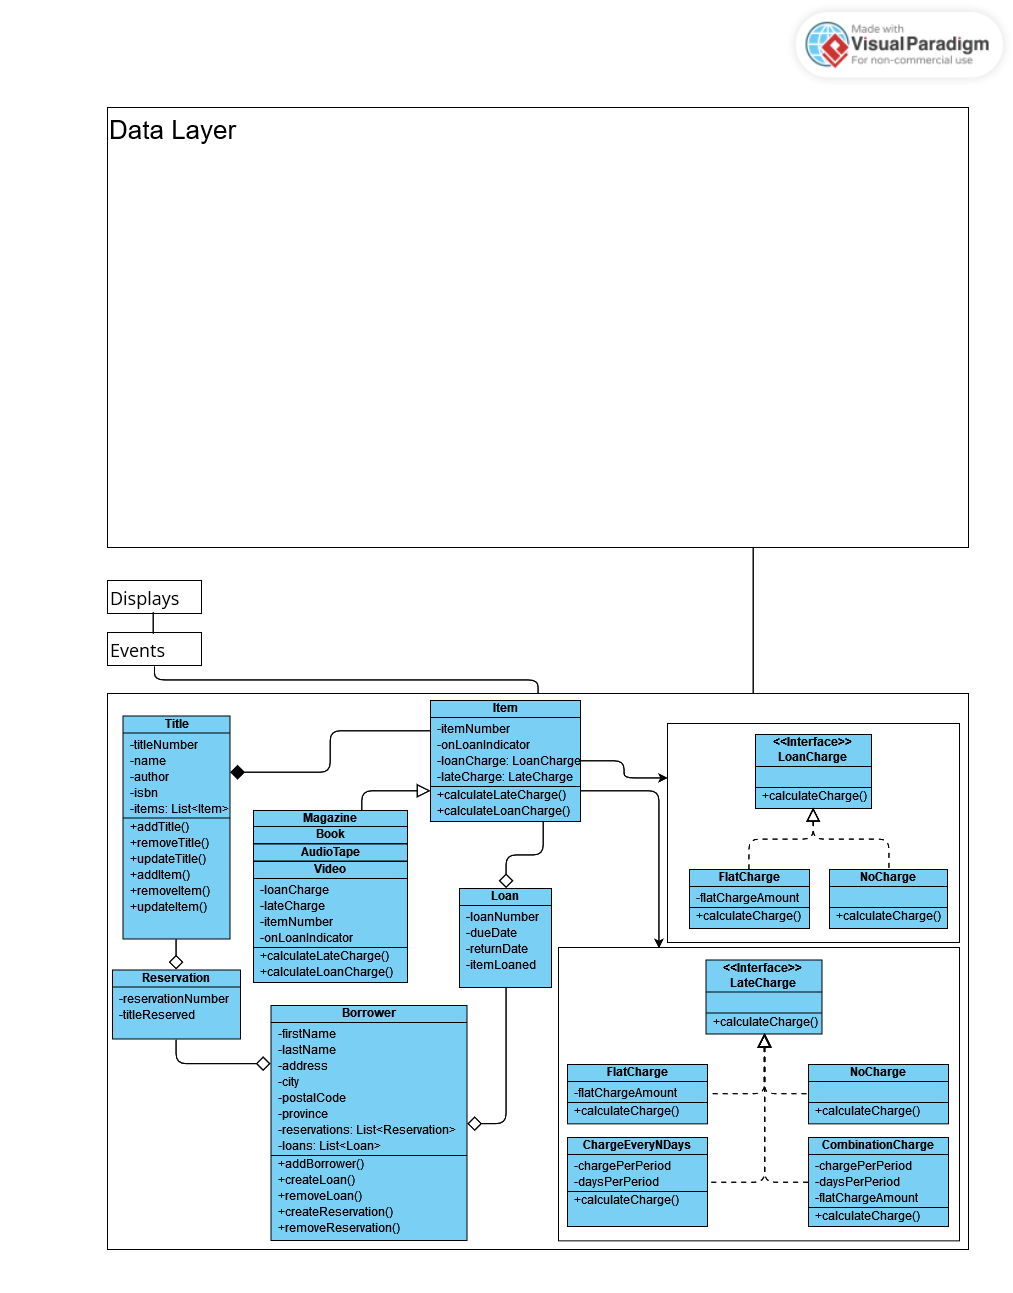 Made with
Visual Paradigm
For non-commercial use
Data Layer
Displays
Events
Title
-titleNumber
-name
-author
-isbn
-items: List<Item>
+addTitle()
+removeTitle()
+updateTitle()
+addItem()
+removeItem()
+updateItem()
Item
-itemNumber
-onLoanIndicator
-loanCharge: LoanCharge
-lateCharge: LateCharge
+calculateLateCharge()
+calculateLoanCharge()
<<Interface>>
LoanCharge
+calculateCharge()
FlatCharge
-flatChargeAmount
+calculateCharge()
NoCharge
+calculateCharge()
Magazine
Book
AudioTape
Video
-loanCharge
-lateCharge
-itemNumber
-onLoanIndicator
+calculateLateCharge()
+calculateLoanCharge()
Loan
-loanNumber
-dueDate
-returnDate
-itemLoaned
Reservation
-reservationNumber
-titleReserved
Borrower
-firstName
-lastName
-address
-city
-postalCode
-province
-reservations: List<Reservation>
-loans: List<Loan>
+addBorrower()
+createLoan()
+removeLoan()
+createReservation()
+removeReservation()
<<Interface>>
LateCharge
+calculateCharge()
FlatCharge
-flatChargeAmount
+calculateCharge()
NoCharge
+calculateCharge()
ChargeEveryNDays
-chargePerPeriod
-daysPerPeriod
+calculateCharge()
CombinationCharge
-chargePerPeriod
-daysPerPeriod
-flatChargeAmount
+calculateCharge()